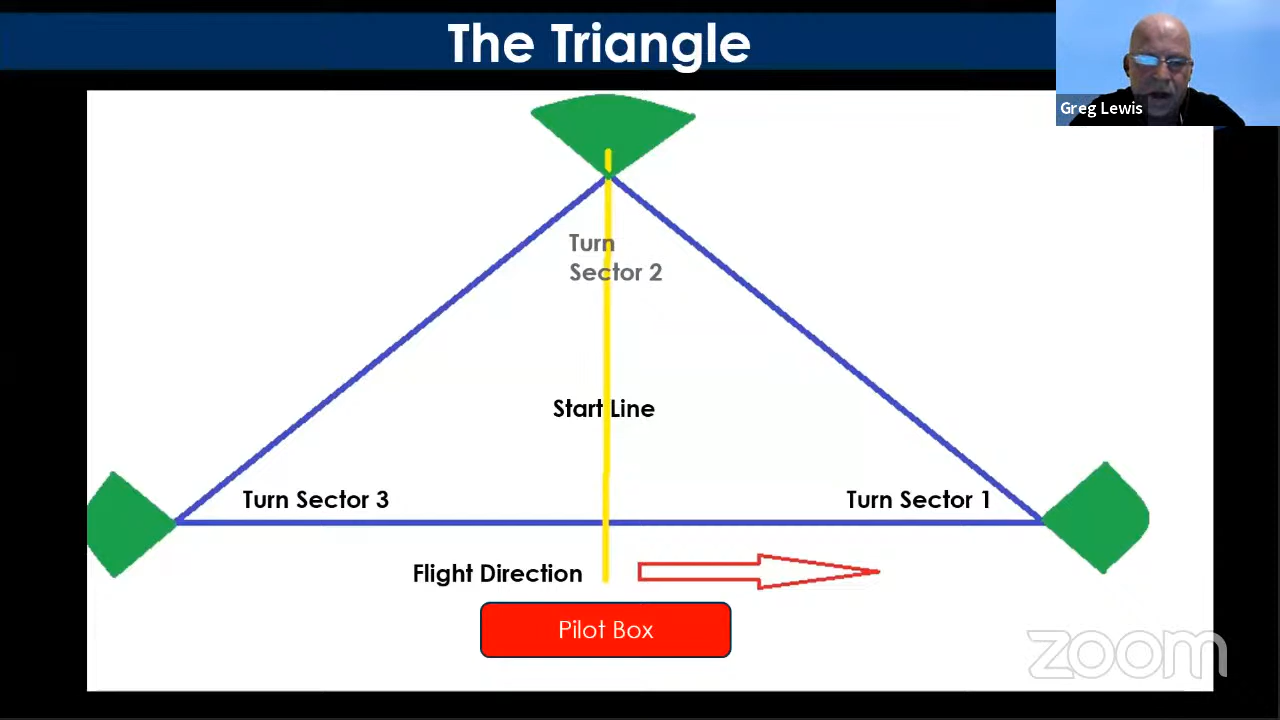 The Triangle
Greg Lewis
Turn
Sector 2
Start Line
Turn Sector 3
Turn Sector 1
Flight Direction
Pilot Box
zoom